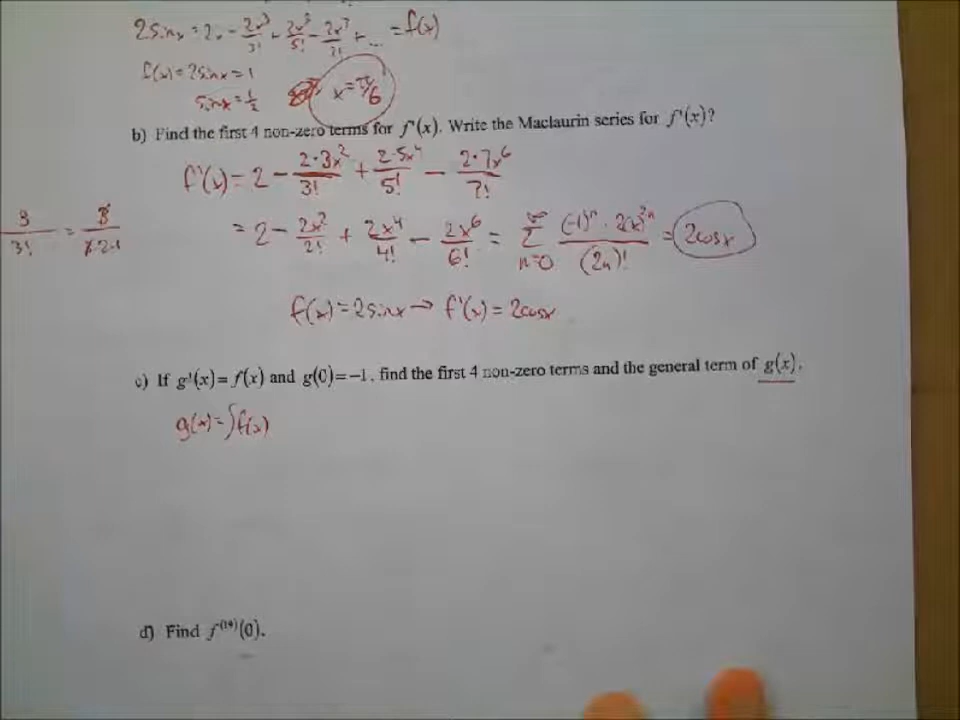 2sinx = 2x - 2x³/3! + 2x⁵/5! - 2x⁷/7! + ... = f(x)
f(x) = 2sinx = 1
sinx = 1/2 x = π/6
b) Find the first 4 non-zero terms for f'(x). Write the Maclaurin series for f'(x)?
f'(x) = 2 - 2·3x²/3! + 2·5x⁴/5! - 2·7x⁶/7!
3/3! = 3/3·2·1
= 2 - 2x²/2! + 2x⁴/4! - 2x⁶/6! = ∞ Σ n=0 (-1)ⁿ · 2(x)²ⁿ/(2n)! = 2cosx
f(x) = 2sinx → f'(x) = 2cosx
c) If g'(x) = f(x) and g(0) = -1, find the first 4 non-zero terms and the general term of g(x).
g(x) = ∫f(x)
d) Find f⁽¹⁹⁾(0).